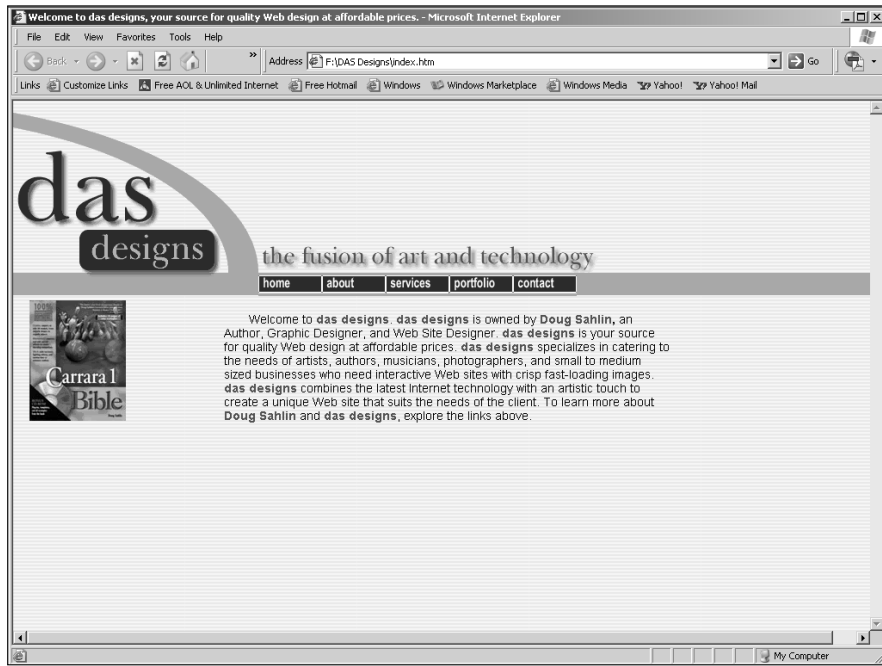 Welcome to das designs, your source for quality Web design at affordable prices. - Microsoft Internet Explorer
File Edit View Favorites Tools Help
Back » Address F:\DAS Designs\index.htm Go
Links Customize Links Free AOL & Unlimited Internet Free Hotmail Windows Windows Marketplace Windows Media Yahoo! Yahoo! Mail
das
designs
the fusion of art and technology
home about services portfolio contact
100%
Carrara 1
Bible
Doug Sahlin
Welcome to das designs. das designs is owned by Doug Sahlin, an
Author, Graphic Designer, and Web Site Designer. das designs is your source
for quality Web design at affordable prices. das designs specializes in catering to
the needs of artists, authors, musicians, photographers, and small to medium
sized businesses who need interactive Web sites with crisp fast-loading images.
das designs combines the latest Internet technology with an artistic touch to
create a unique Web site that suits the needs of the client. To learn more about
Doug Sahlin and das designs, explore the links above.
My Computer